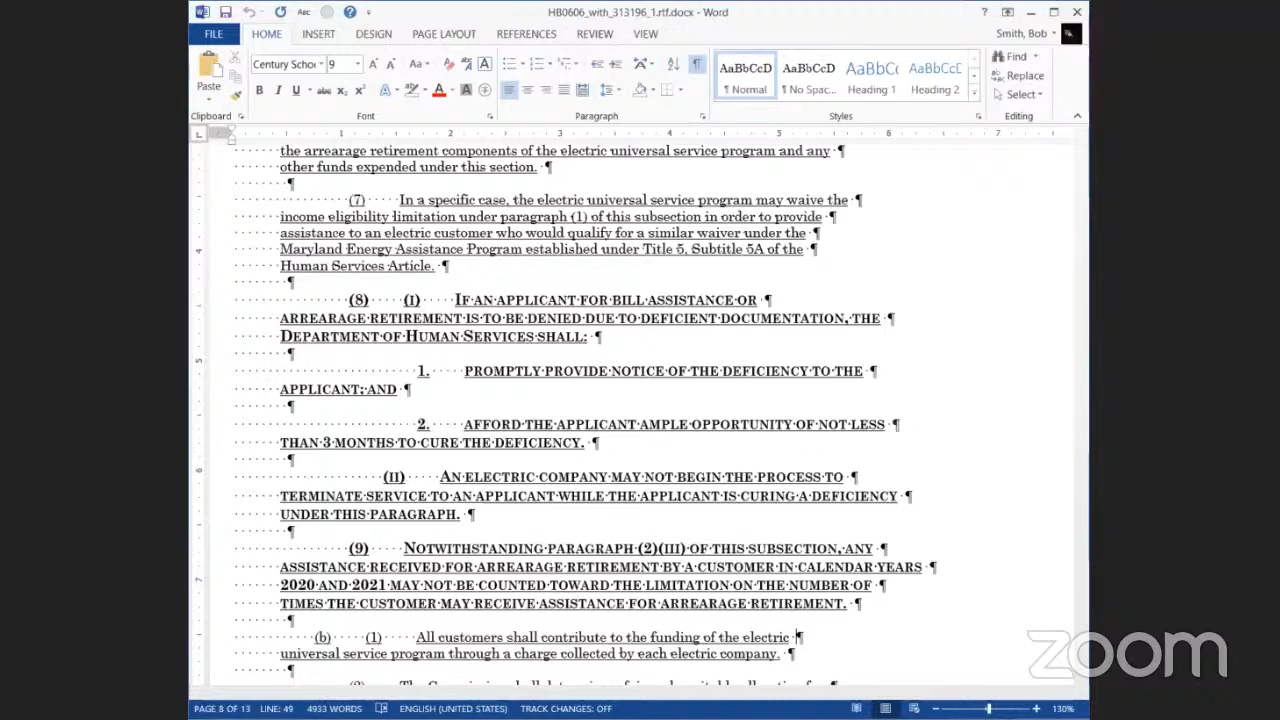 HB0606_with_313196_1.rtf.docx - Word
FILE HOME INSERT DESIGN PAGE LAYOUT REFERENCES REVIEW VIEW Smith, Bob
Paste
Century Schoo 9
Find
Replace
Select
AaBbCcD AaBbCcD AaBbCc AaBbCcD
¶ Normal ¶ No Spac... Heading 1 Heading 2
Clipboard Font Paragraph Styles Editing
1 2 3 4 5 6 7
the arrearage retirement components of the electric universal service program and any ¶
other funds expended under this section. ¶
¶
(7) In a specific case, the electric universal service program may waive the ¶
income eligibility limitation under paragraph (1) of this subsection in order to provide ¶
assistance to an electric customer who would qualify for a similar waiver under the ¶
Maryland Energy Assistance Program established under Title 5, Subtitle 5A of the ¶
Human Services Article. ¶
¶
(8) (I) IF AN APPLICANT FOR BILL ASSISTANCE OR ¶
ARREARAGE RETIREMENT IS TO BE DENIED DUE TO DEFICIENT DOCUMENTATION, THE ¶
DEPARTMENT OF HUMAN SERVICES SHALL: ¶
¶
1. PROMPTLY PROVIDE NOTICE OF THE DEFICIENCY TO THE ¶
APPLICANT; AND ¶
¶
2. AFFORD THE APPLICANT AMPLE OPPORTUNITY OF NOT LESS ¶
THAN 3 MONTHS TO CURE THE DEFICIENCY. ¶
¶
(II) AN ELECTRIC COMPANY MAY NOT BEGIN THE PROCESS TO ¶
TERMINATE SERVICE TO AN APPLICANT WHILE THE APPLICANT IS CURING A DEFICIENCY ¶
UNDER THIS PARAGRAPH. ¶
¶
(9) NOTWITHSTANDING PARAGRAPH (2)(III) OF THIS SUBSECTION, ANY ¶
ASSISTANCE RECEIVED FOR ARREARAGE RETIREMENT BY A CUSTOMER IN CALENDAR YEARS ¶
2020 AND 2021 MAY NOT BE COUNTED TOWARD THE LIMITATION ON THE NUMBER OF ¶
TIMES THE CUSTOMER MAY RECEIVE ASSISTANCE FOR ARREARAGE RETIREMENT. ¶
¶
(b) (1) All customers shall contribute to the funding of the electric ¶
universal service program through a charge collected by each electric company. ¶
¶
zoom
PAGE 8 OF 13 LINE: 49 4933 WORDS ENGLISH (UNITED STATES) TRACK CHANGES: OFF 130%